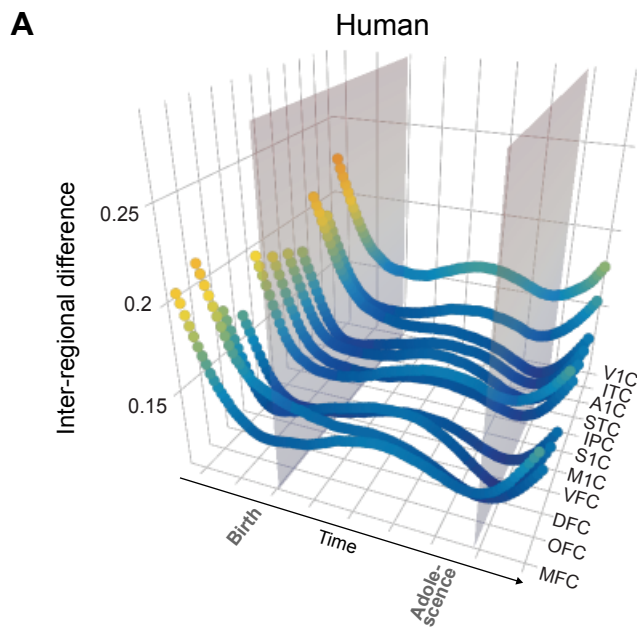 A
Human
Inter-regional difference
0.25
0.2
0.15
V1C
ITC
A1C
STC
IPC
S1C
M1C
VFC
DFC
OFC
MFC
Birth
Time
Adole-
scence